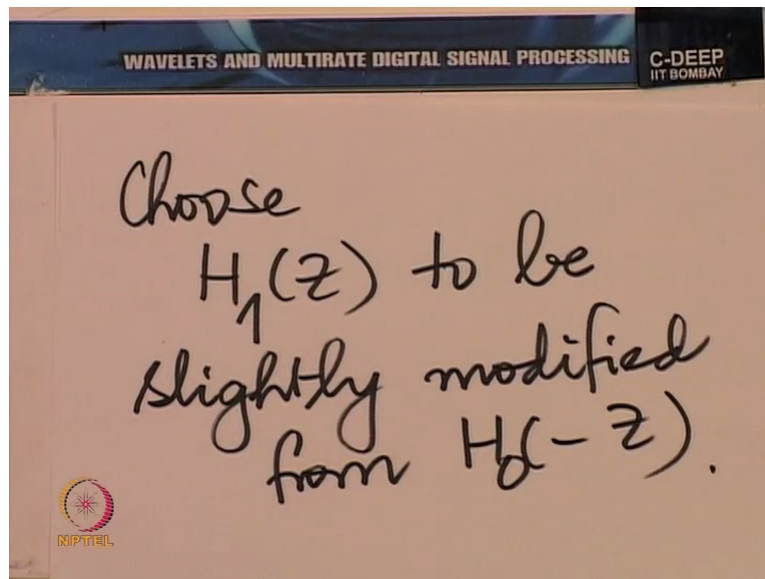 WAVELETS AND MULTIRATE DIGITAL SIGNAL PROCESSING
C-DEEP
IIT BOMBAY
Choose
H₁(Z) to be
slightly modified
from H₀(-Z).
NPTEL